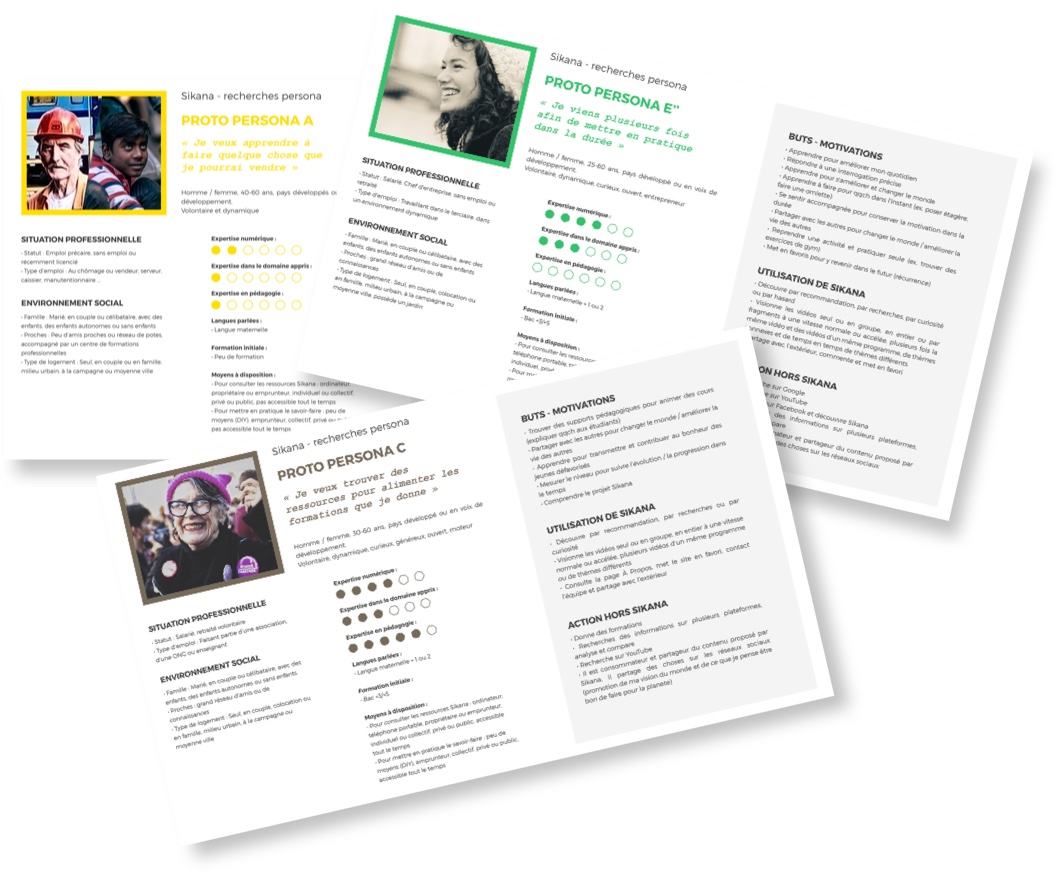 Sikana - recherches persona
PROTO PERSONA A
« Je veux apprendre à
faire quelque chose que
je pourrai vendre »
Homme / femme, 40-60 ans, pays développés
développement.
Volontaire et dynamique
SITUATION PROFESSIONNELLE
- Statut : Emploi précaire, sans emploi ou
récemment licencié
- Type d'emploi : Au chômage ou vendeur, serveur,
caissier, manutentionnaire ...
ENVIRONNEMENT SOCIAL
- Famille : Marié, en couple ou célibataire, avec des
enfants, des enfants autonomes ou sans enfants
- Proches : Peu d'amis proches ou réseau de potes,
accompagné par un centre de formations
professionnelles
- Type de logement : Seul, en couple ou en famille,
milieu urbain, à la campagne ou moyenne ville
Expertise numérique :
Expertise dans le domaine appris :
Expertise en pédagogie :
Langues parlées :
- Langue maternelle
Formation initiale :
- Peu de formation
Moyens à disposition :
- Pour consulter les ressources Sikana : ordinateur,
propriétaire ou emprunteur, individuel ou collectif,
privé ou public, pas accessible tout le temps
- Pour mettre en pratique le savoir-faire : peu de
moyens (DIY), emprunteur, collectif, privé ou
pas accessible tout le temps
Sikana - recherches persona
PROTO PERSONA E"
« Je viens plusieurs fois
afin de mettre en pratique
dans la durée »
Homme / femme, 25-60 ans, pays développé ou en voix de
développement.
Volontaire, dynamique, curieux, ouvert, entrepreneur
SITUATION PROFESSIONNELLE
- Statut : Salarié, Chef d'entreprise, sans emploi ou
retraité
- Type d'emploi : Travaillant dans le tertiaire, dans
un environnement dynamique
ENVIRONNEMENT SOCIAL
- Famille : Marié, en couple ou célibataire, avec des
enfants, des enfants autonomes ou sans enfants
- Proches : grand réseau d'amis ou de
connaissances
- Type de logement : Seul, en couple, colocation ou
en famille, milieu urbain, à la campagne ou
moyenne ville, possède un jardin
Expertise numérique :
Expertise dans le domaine appris :
Expertise en pédagogie :
Langues parlées :
- Langue maternelle + 1 ou 2
Formation initiale :
- Bac +3/+5
Moyens à disposition :
- Pour consulter les
téléphone portable,
individuel,
BUTS - MOTIVATIONS
- Apprendre pour améliorer mon quotidien
- Répondre à une interrogation précise
- Apprendre pour s'améliorer et changer le monde
- Apprendre à faire pour qqch dans l'instant (ex: poser étagère,
faire une omlette)
- Se sentir accompagnée pour conserver la motivation dans la
durée
- Partager avec les autres pour changer le monde / améliorer la
vie des autres
- Reprendre une activité et pratiquer seule (ex. trouver des
exercices de gym)
- Met en favoris pour y revenir dans le futur (récurrence)
UTILISATION DE SIKANA
- Découvre par recommandation, par recherches, par curiosité
ou par hasard
- Visionne les vidéos seul ou en groupe, en entier ou par
fragments à une vitesse normale ou accélée, plusieurs fois la
même vidéo et des vidéos d'un même programme, de thèmes
connexes et de temps en temps de thèmes différents
partage avec l'extérieur, commente et met en favori
HORS SIKANA
sur Google
sur YouTube
Facebook et découvre Sikana
des informations sur plusieurs plateformes,
et partageur du contenu proposé par
des choses sur les réseaux sociaux
Sikana - recherches persona
PROTO PERSONA C
« Je veux trouver des
ressources pour alimenter les
formations que je donne »
Homme / femme, 30-60 ans, pays développé ou en voix de
développement.
Volontaire, dynamique, curieux, généreux, ouvert, moteur
SITUATION PROFESSIONNELLE
- Statut : Salarié, retraité volontaire
- Type d'emploi : Faisant partie d'une association,
d'une ONG ou enseignant
ENVIRONNEMENT SOCIAL
- Famille : Marié, en couple ou célibataire, avec des
enfants, des enfants autonomes ou sans enfants
- Proches : grand réseau d'amis ou de
connaissances
- Type de logement : Seul, en couple, colocation ou
en famille, milieu urbain, à la campagne ou
moyenne ville
Expertise numérique :
Expertise dans le domaine appris :
Expertise en pédagogie :
Langues parlées :
- Langue maternelle + 1 ou 2
Formation initiale :
- Bac +3/+5
Moyens à disposition :
- Pour consulter les ressources Sikana : ordinateur,
téléphone portable, propriétaire ou emprunteur,
individuel ou collectif, privé ou public, accessible
tout le temps
- Pour mettre en pratique le savoir-faire : peu de
moyens (DIY), emprunteur, collectif, privé ou public,
accessible tout le temps
BUTS - MOTIVATIONS
- Trouver des supports pédagogiques pour animer des cours
(expliquer qqch aux étudiants)
- Partager avec les autres pour changer le monde / améliorer la
vie des autres
- Apprendre pour transmettre et contribuer au bonheur des
jeunes défavorisés
- Mesurer le niveau pour suivre l'évolution / la progression dans
le temps
- Comprendre le projet Sikana
UTILISATION DE SIKANA
- Découvre par recommandation, par recherches ou par
curiosité
- Visionne les vidéos seul ou en groupe, en entier à une vitesse
normale ou accélée, plusieurs vidéos d'un même programme
ou de thèmes différents
- Consulte la page À Propos, met le site en favori, contact
l'équipe et partage avec l'extérieur
ACTION HORS SIKANA
- Donne des formations
- Recherches des informations sur plusieurs plateformes,
analyse et compare
- Recherche sur YouTube
- Il est consommateur et partageur du contenu proposé par
Sikana. Il partage des choses sur les réseaux sociaux
(promotion de ma vision du monde et de ce que je pense être
bon de faire pour la planète)